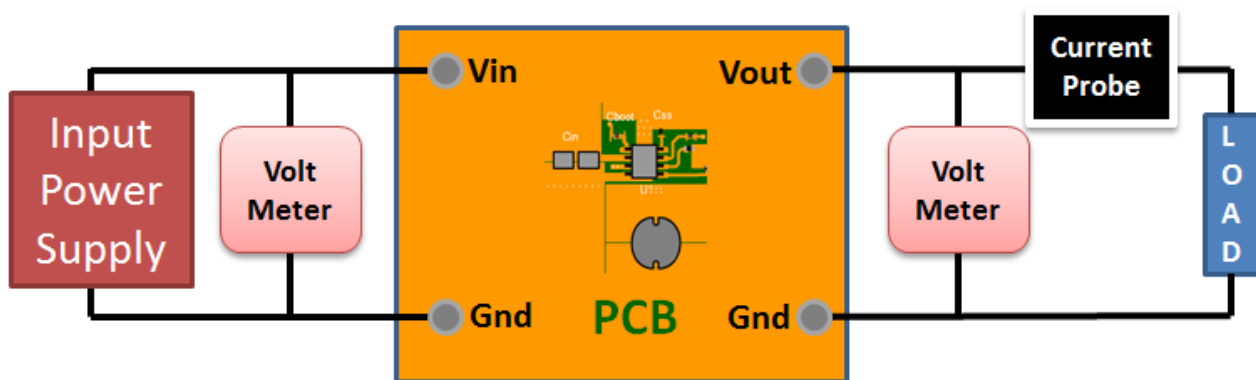 Input
Power
Supply
Volt
Meter
Vin
Vout
Cboot
Css
Cin
U1::
Gnd
PCB
Gnd
Volt
Meter
Current
Probe
L
O
A
D